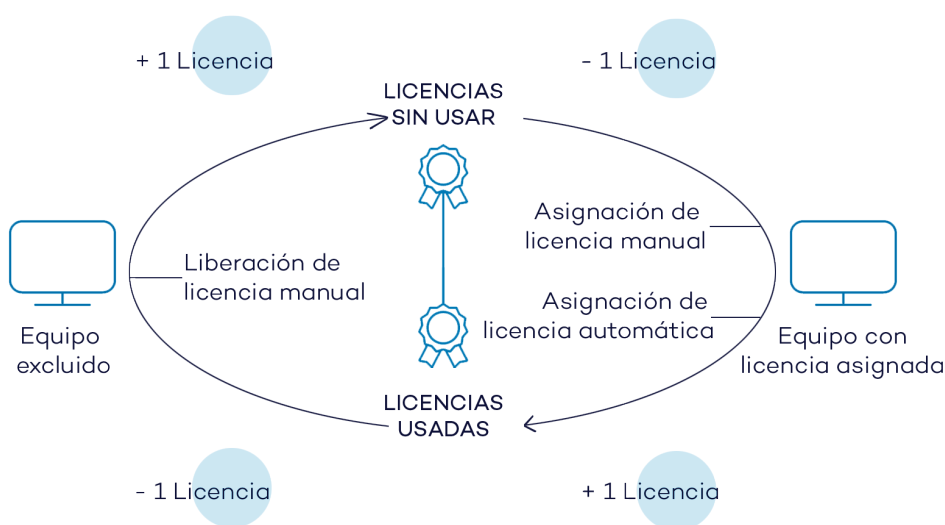 + 1 Licencia
- 1 Licencia
LICENCIAS
SIN USAR
Asignación de
licencia manual
Liberación de
licencia manual
Asignación de
licencia automática
Equipo
excluido
Equipo con
licencia asignada
LICENCIAS
USADAS
- 1 Licencia
+ 1 Licencia